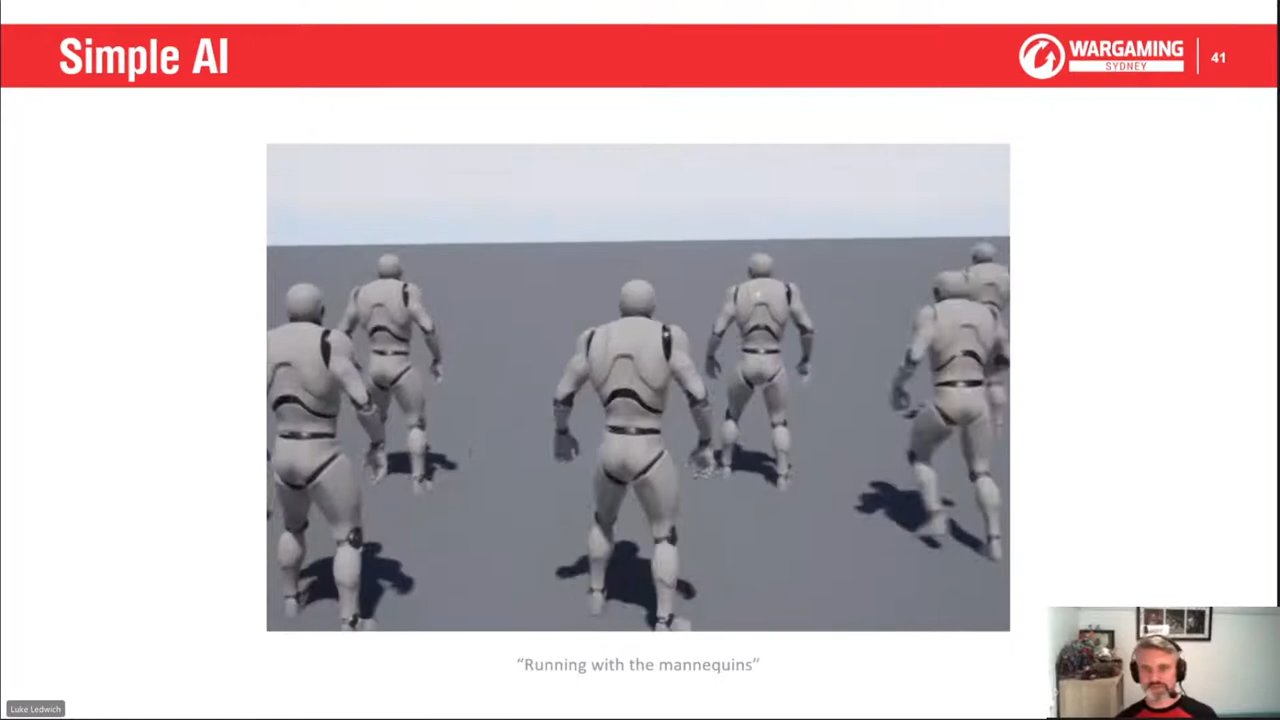 Simple AI
WARGAMING
SYDNEY
41
“Running with the mannequins”
Luke Ledwich